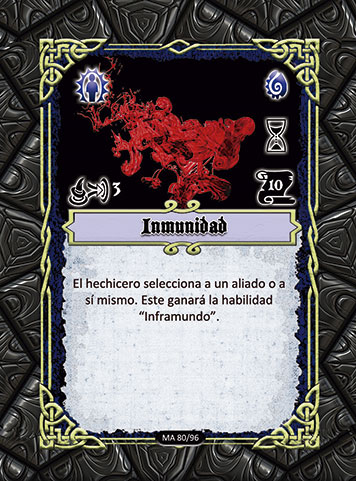 3
10
Inmunidad
El hechicero selecciona a un aliado o a
sí mismo. Este ganará la habilidad
“Inframundo”.
MA 80/96